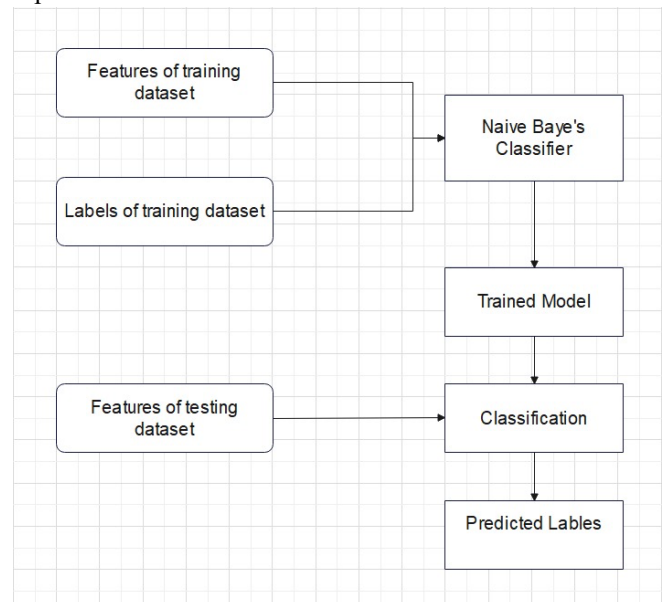 Features of training
dataset
Naive Baye's
Classifier
Labels of training dataset
Trained Model
Features of testing
dataset
Classification
Predicted Lables